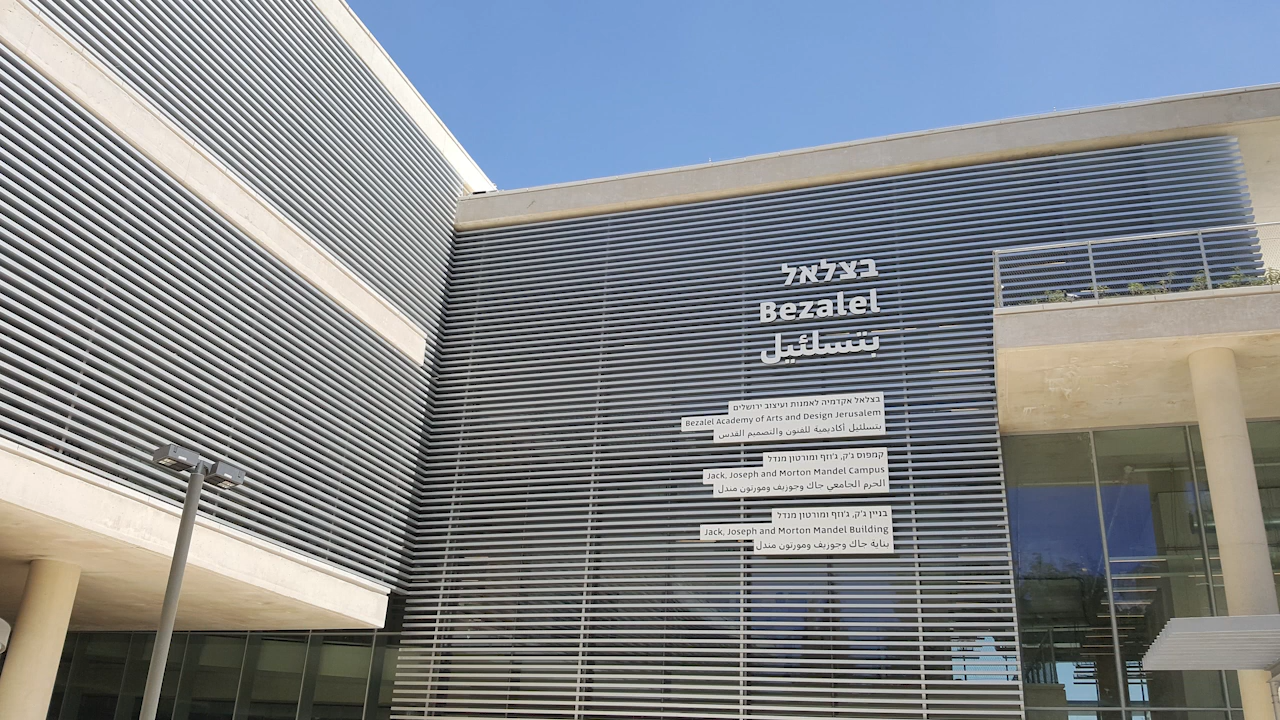 בצלאל
Bezalel
بتسلئيل
בצלאל אקדמיה לאמנות ועיצוב ירושלים
Bezalel Academy of Arts and Design Jerusalem
بتسلئيل أكاديمية للفنون والتصميم القدس
קמפוס ג'ק, ג'וזף ומורטון מנדל
Jack, Joseph and Morton Mandel Campus
الحرم الجامعي جاك وجوزيف ومورتون مندل
בניין ג'ק, ג'וזף ומורטון מנדל
Jack, Joseph and Morton Mandel Building
بناية جاك وجوزيف ومورتون مندل